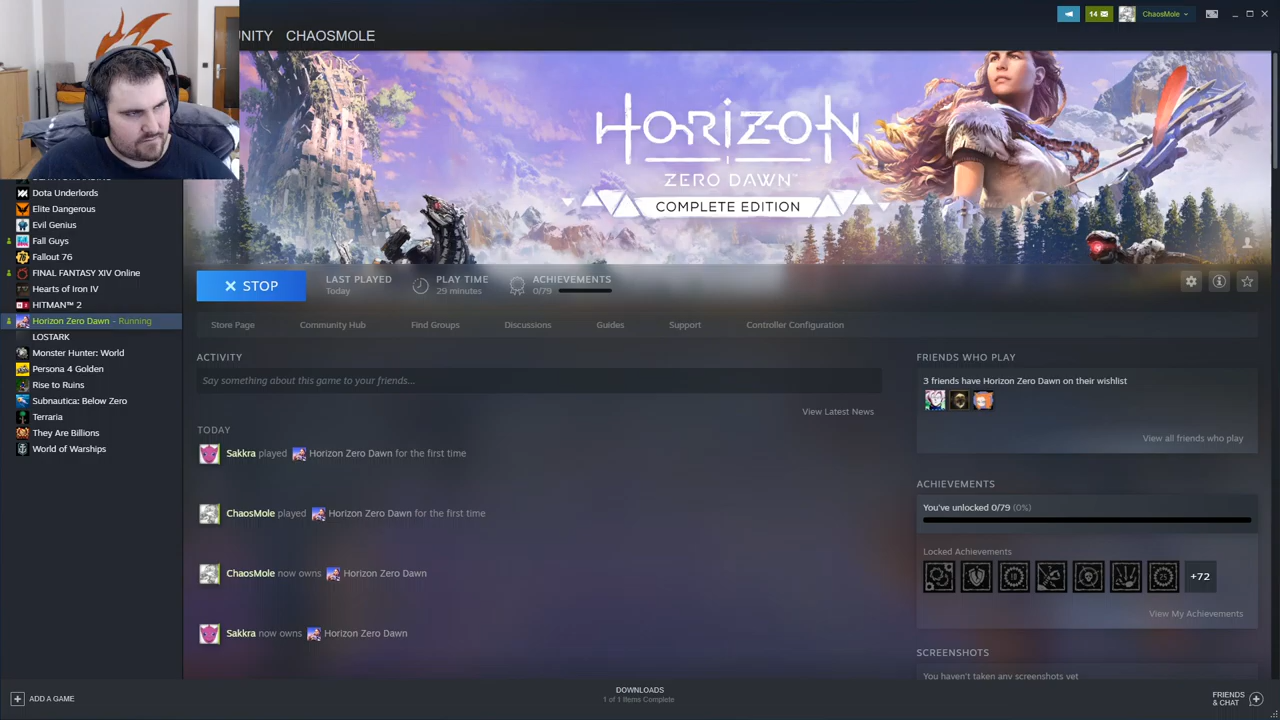 14
ChaosMole
NITY CHAOSMOLE
HORIZON
ZERO DAWN™
COMPLETE EDITION
Dota Underlords
Elite Dangerous
Evil Genius
Fall Guys
Fallout 76
FINAL FANTASY XIV Online
Hearts of Iron IV
HITMAN™ 2
Horizon Zero Dawn - Running
LOSTARK
Monster Hunter: World
Persona 4 Golden
Rise to Ruins
Subnautica: Below Zero
Terraria
They Are Billions
World of Warships
STOP
LAST PLAYED
Today
PLAY TIME
29 minutes
ACHIEVEMENTS
0/79
Store Page Community Hub Find Groups Discussions Guides Support Controller Configuration
ACTIVITY
Say something about this game to your friends...
View Latest News
TODAY
Sakkra played Horizon Zero Dawn for the first time
ChaosMole played Horizon Zero Dawn for the first time
ChaosMole now owns Horizon Zero Dawn
Sakkra now owns Horizon Zero Dawn
FRIENDS WHO PLAY
3 friends have Horizon Zero Dawn on their wishlist
View all friends who play
ACHIEVEMENTS
You've unlocked 0/79 (0%)
Locked Achievements
10
25
+72
View My Achievements
SCREENSHOTS
You haven't taken any screenshots yet
ADD A GAME
DOWNLOADS
1 of 1 Items Complete
FRIENDS
& CHAT